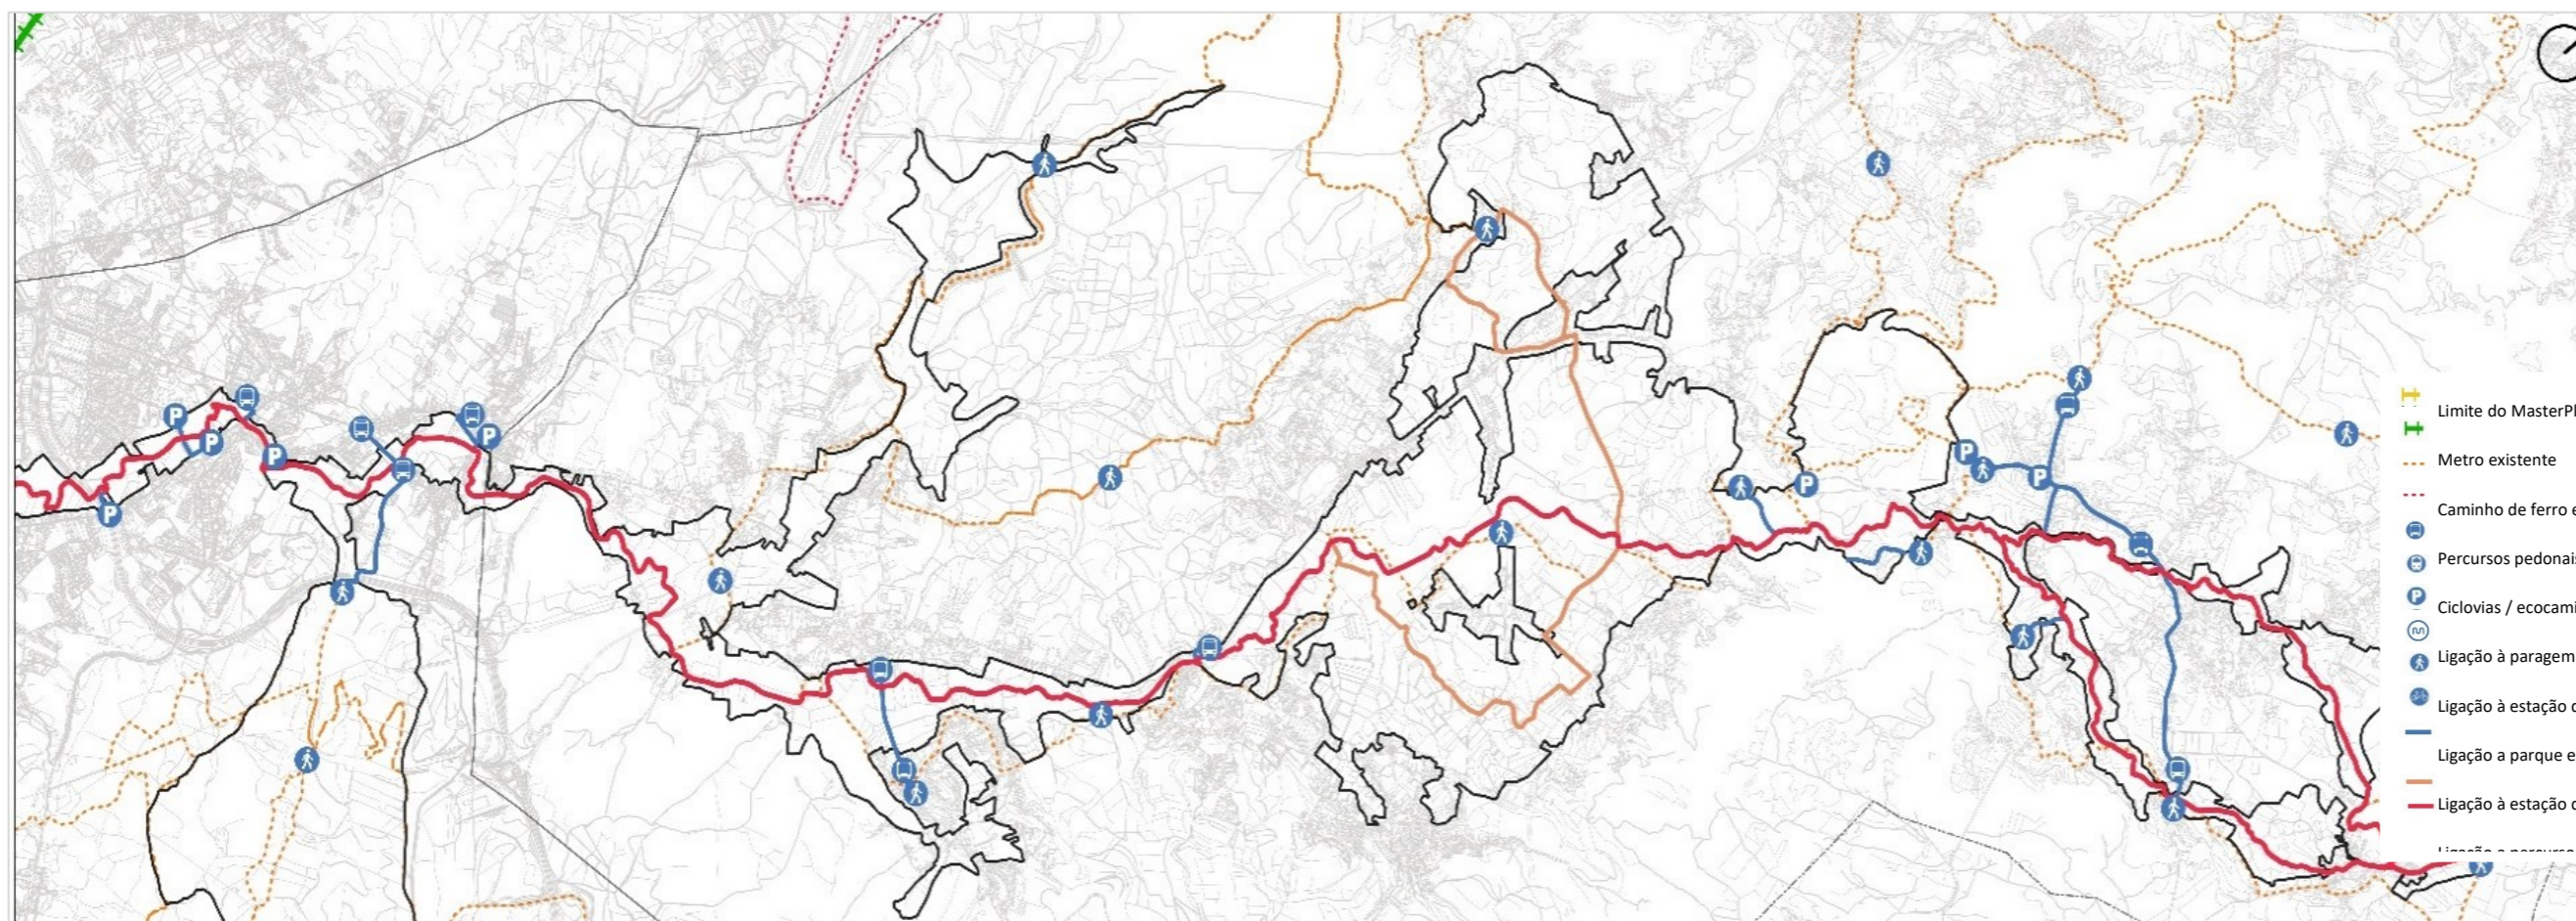 Limite do MasterPl
Metro existente
Caminho de ferro e
Percursos pedonais
Ciclovias / ecocami
Ligação à paragem
Ligação à estação d
Ligação a parque e
Ligação à estação d